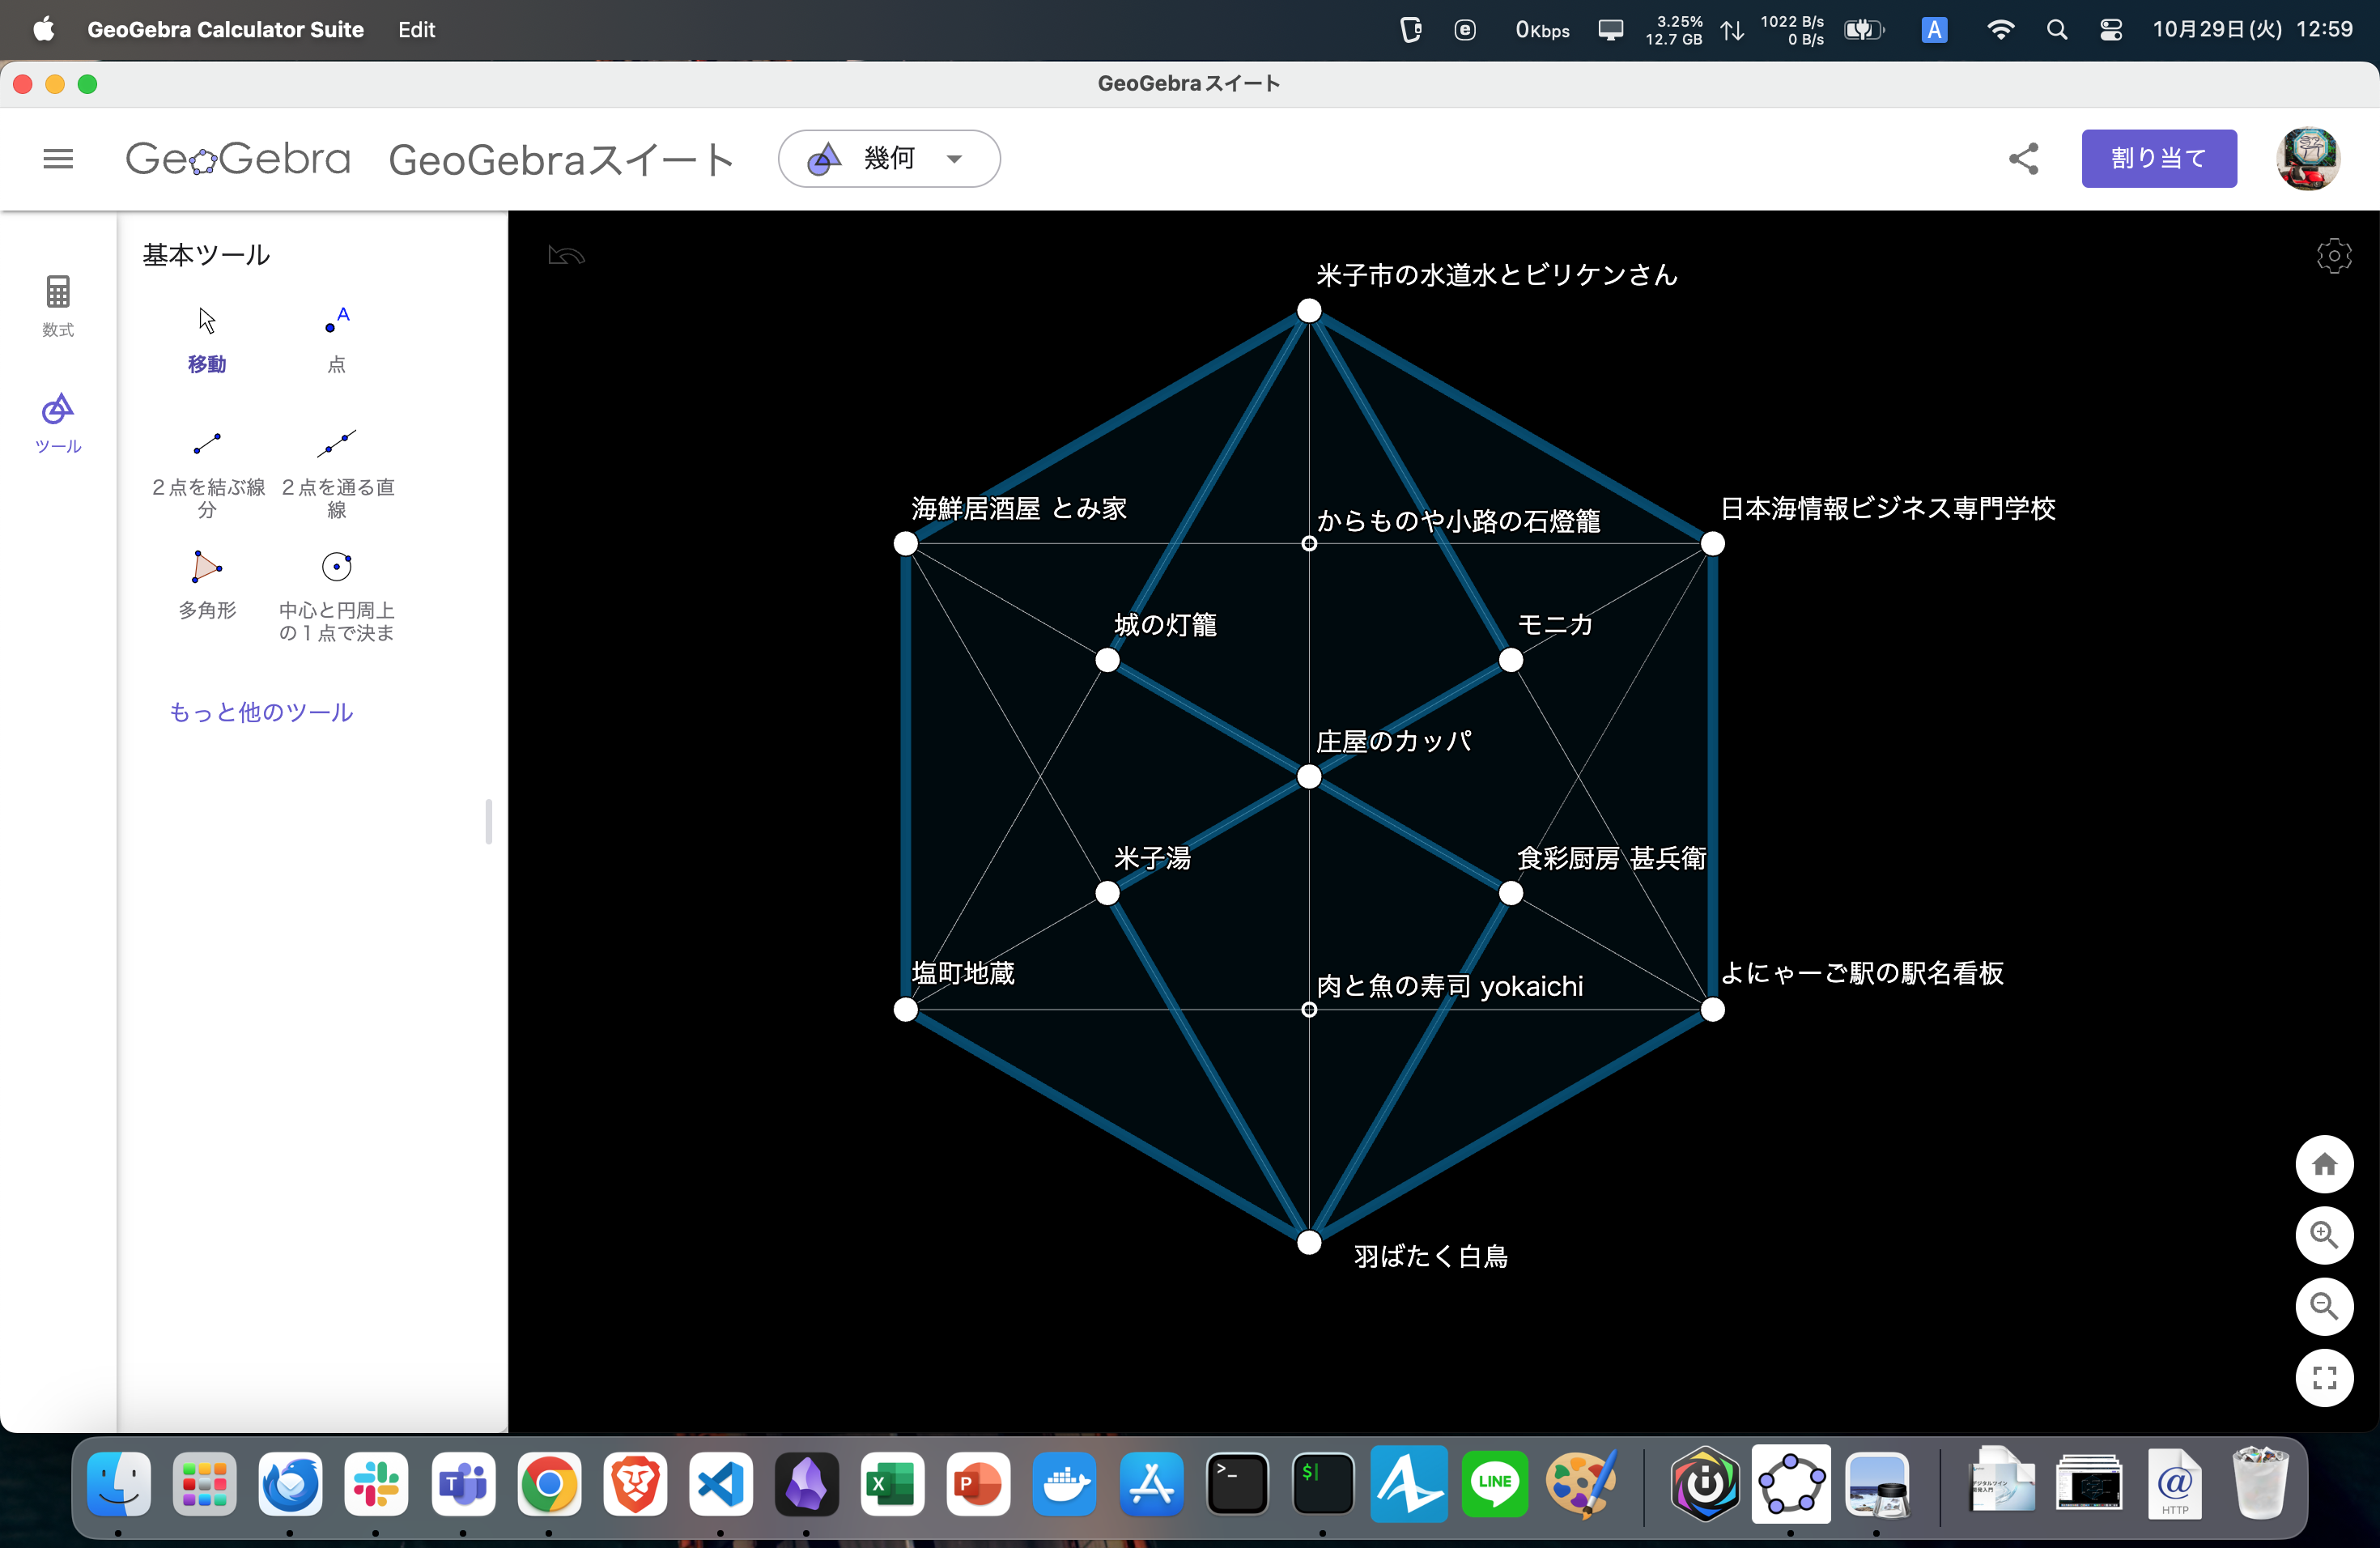 GeoGebra Calculator Suite Edit
0Kbps 3.25% 1022 B/s A 10月29日(火) 12:59
12.7 GB 0 B/s
GeoGebraスイート
GeoGebra GeoGebraスイート 幾何 割り当て
基本ツール
数式
ツール
A
移動 点
2点を結ぶ線分
2点を通る直線
多角形
中心と円周上
の1点で決ま
もっと他のツール
米子市の水道水とビリケンさん
海鮮居酒屋 とみ家
からものや小路の石燈籠
日本海情報ビジネス専門学校
城の灯籠
モニカ
庄屋のカッパ
米子湯
食彩厨房 甚兵衛
塩町地蔵
肉と魚の寿司 yokaichi
よにゃーご駅の駅名看板
羽ばたく白鳥
LINE
HTTP